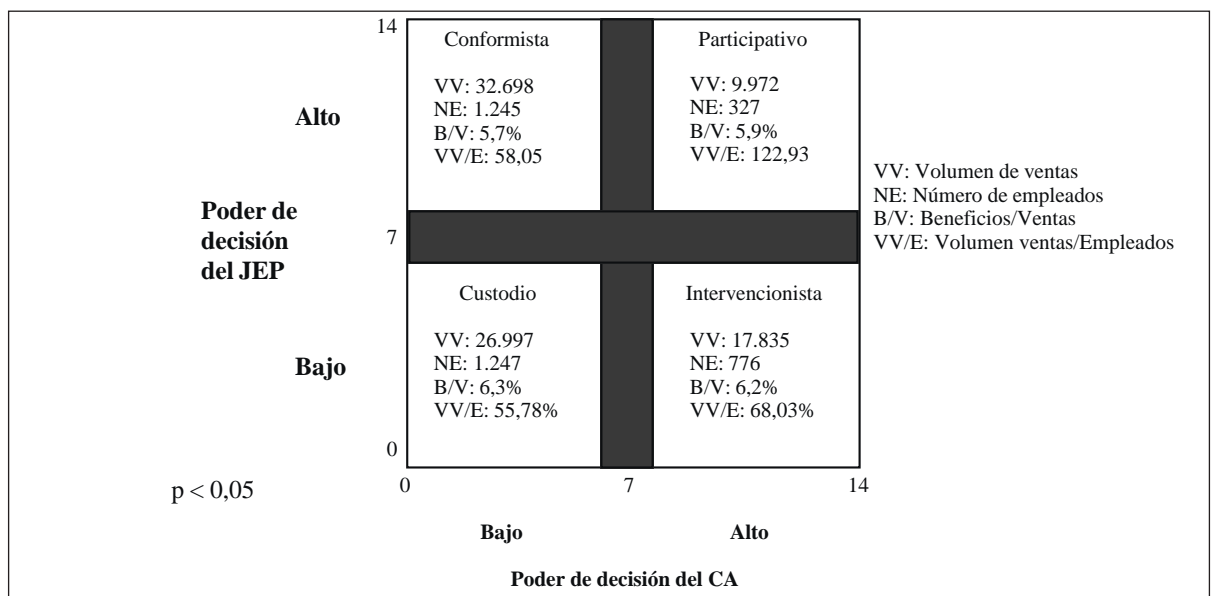 14
Conformista
Participativo
VV: 32.698
NE: 1.245
B/V: 5,7%
VV/E: 58,05
VV: 9.972
NE: 327
B/V: 5,9%
VV/E: 122,93
Alto
VV: Volumen de ventas
NE: Número de empleados
B/V: Beneficios/Ventas
VV/E: Volumen ventas/Empleados
Poder de
decisión
del JEP
7
Custodio
Intervencionista
VV: 26.997
NE: 1.247
B/V: 6,3%
VV/E: 55,78%
VV: 17.835
NE: 776
B/V: 6,2%
VV/E: 68,03%
Bajo
0
p < 0,05
0
7
14
Bajo
Alto
Poder de decisión del CA